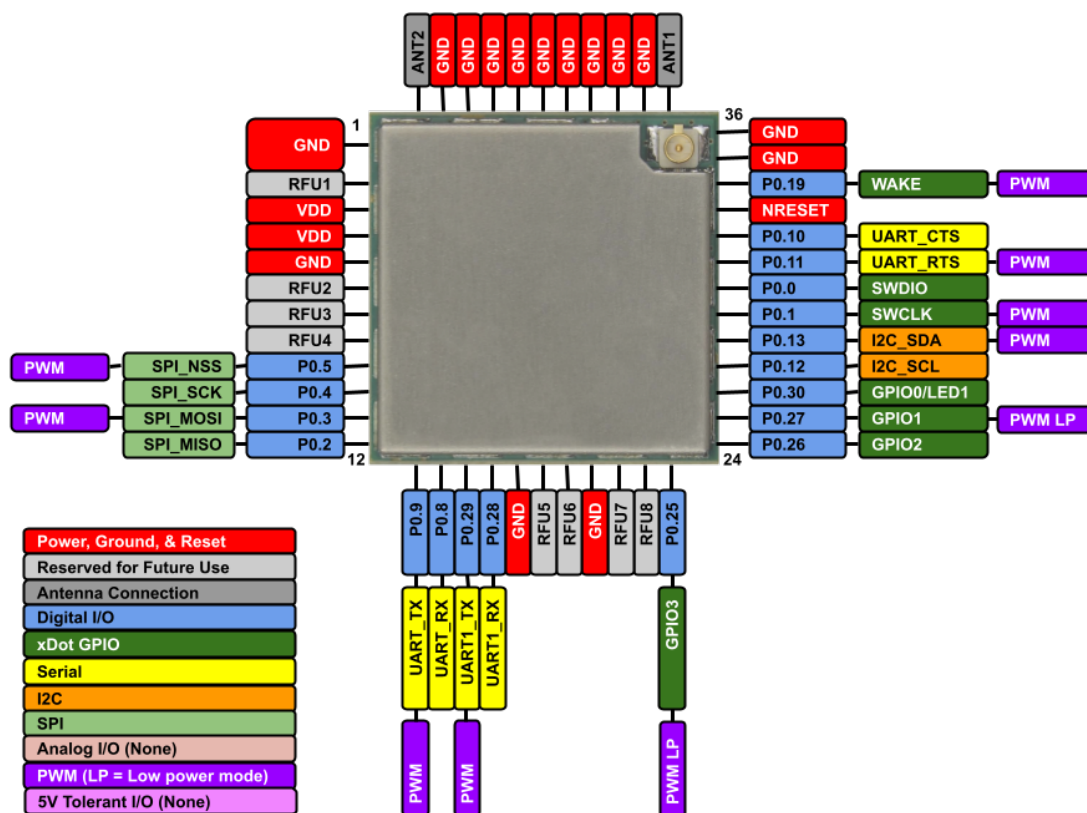 ANT2 GND GND GND GND GND GND GND GND GND ANT1
1 36
GND
RFU1
VDD
VDD
GND
RFU2
RFU3
RFU4
PWM SPI_NSS P0.5
SPI_SCK P0.4
PWM SPI_MOSI P0.3
SPI_MISO P0.2
12
GND
GND
P0.19 WAKE PWM
NRESET
P0.10 UART_CTS
P0.11 UART_RTS PWM
P0.0 SWDIO
P0.1 SWCLK PWM
P0.13 I2C_SDA PWM
P0.12 I2C_SCL
P0.30 GPIO0/LED1
P0.27 GPIO1 PWM LP
P0.26 GPIO2
24
P0.9 P0.8 P0.29 P0.28 GND RFU5 RFU6 GND RFU7 RFU8 P0.25
UART_TX UART_RX UART1_TX UART1_RX GPIO3
PWM PWM PWM LP
Power, Ground, & Reset
Reserved for Future Use
Antenna Connection
Digital I/O
xDot GPIO
Serial
I2C
SPI
Analog I/O (None)
PWM (LP = Low power mode)
5V Tolerant I/O (None)